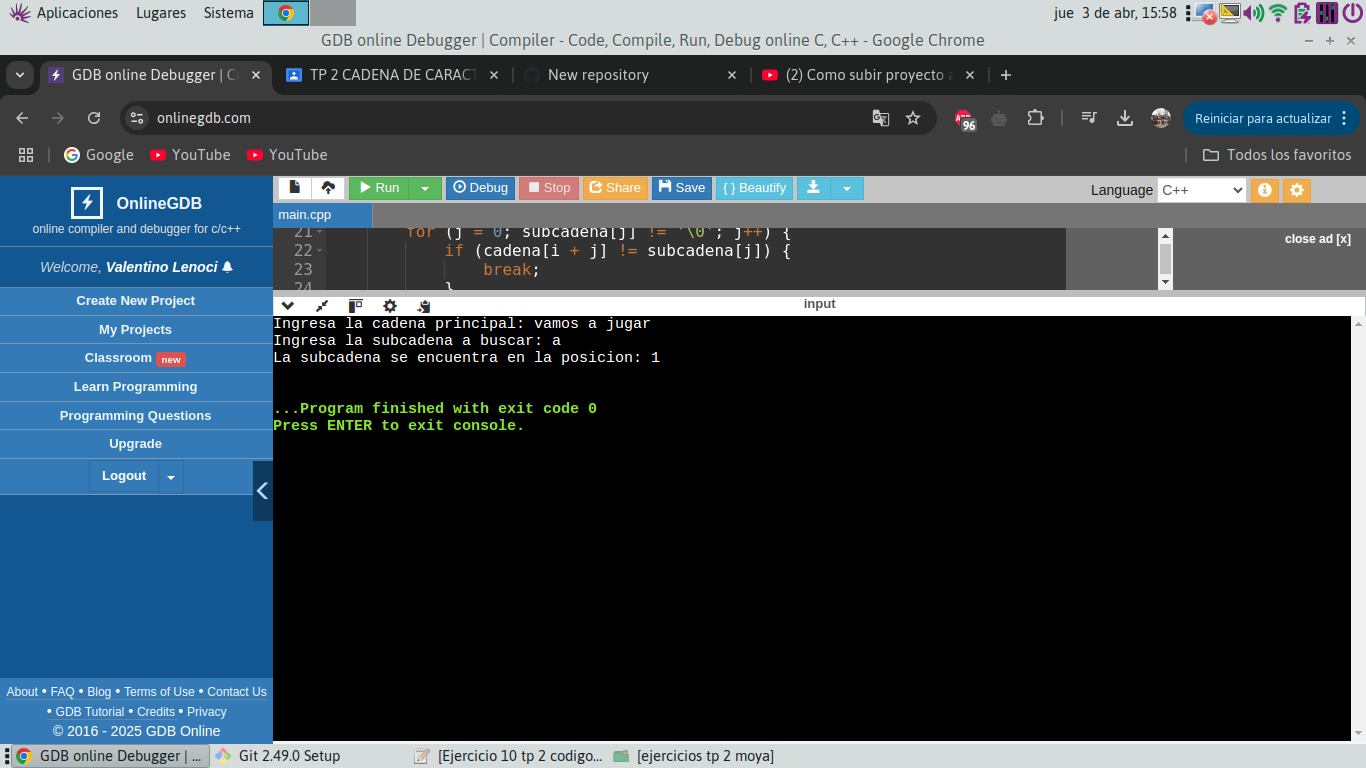 Aplicaciones Lugares Sistema jue 3 de abr, 15:58
GDB online Debugger | Compiler - Code, Compile, Run, Debug online C, C++ - Google Chrome
GDB online Debugger | C TP 2 CADENA DE CARACT New repository (2) Como subir proyecto a
onlinegdb.com 96 Reiniciar para actualizar
Google YouTube YouTube Todos los favoritos
OnlineGDB
online compiler and debugger for c/c++
Welcome, Valentino Lenoci
Create New Project
My Projects
Classroom new
Learn Programming
Programming Questions
Upgrade
Logout
About • FAQ • Blog • Terms of Use • Contact Us
• GDB Tutorial • Credits • Privacy
© 2016 - 2025 GDB Online
Run Debug Stop Share Save { } Beautify Language C++
main.cpp
21 for (j = 0; subcadena[j] != '\0'; j++) {
22 if (cadena[i + j] != subcadena[j]) {
23 break;
24 }
close ad [x]
input
Ingresa la cadena principal: vamos a jugar
Ingresa la subcadena a buscar: a
La subcadena se encuentra en la posicion: 1
...Program finished with exit code 0
Press ENTER to exit console.
GDB online Debugger | ... Git 2.49.0 Setup [Ejercicio 10 tp 2 codigo... [ejercicios tp 2 moya]